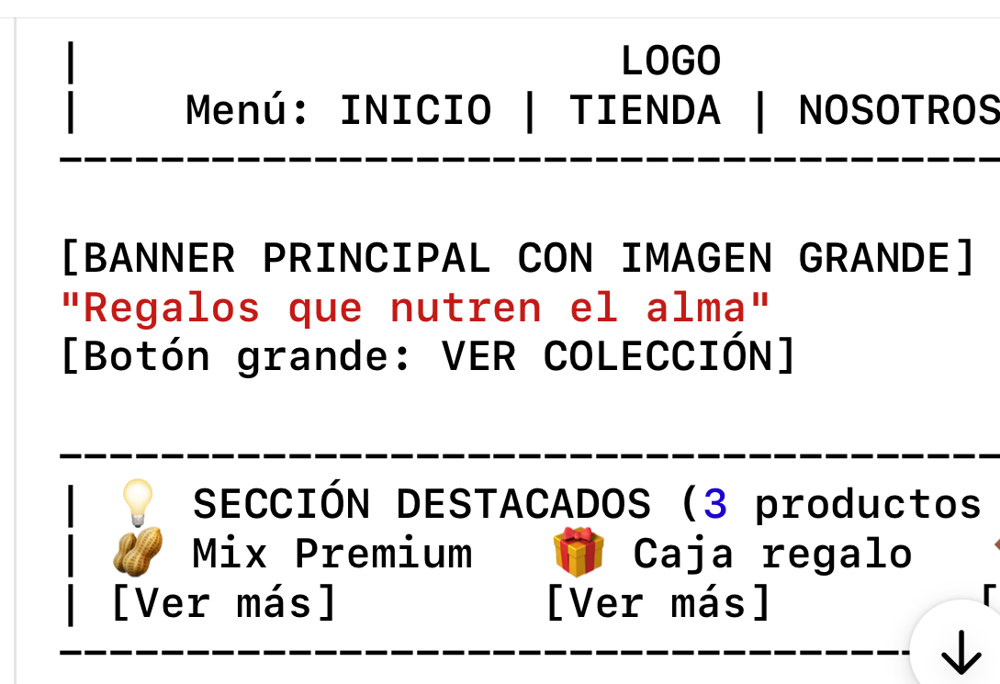 | LOGO
| Menú: INICIO | TIENDA | NOSOTROS
---------------------------------------
[BANNER PRINCIPAL CON IMAGEN GRANDE]
"Regalos que nutren el alma"
[Botón grande: VER COLECCIÓN]
---------------------------------------
| 💡 SECCIÓN DESTACADOS (3 productos
| 🥜 Mix Premium 🎁 Caja regalo
| [Ver más] [Ver más] [
---------------------------------------